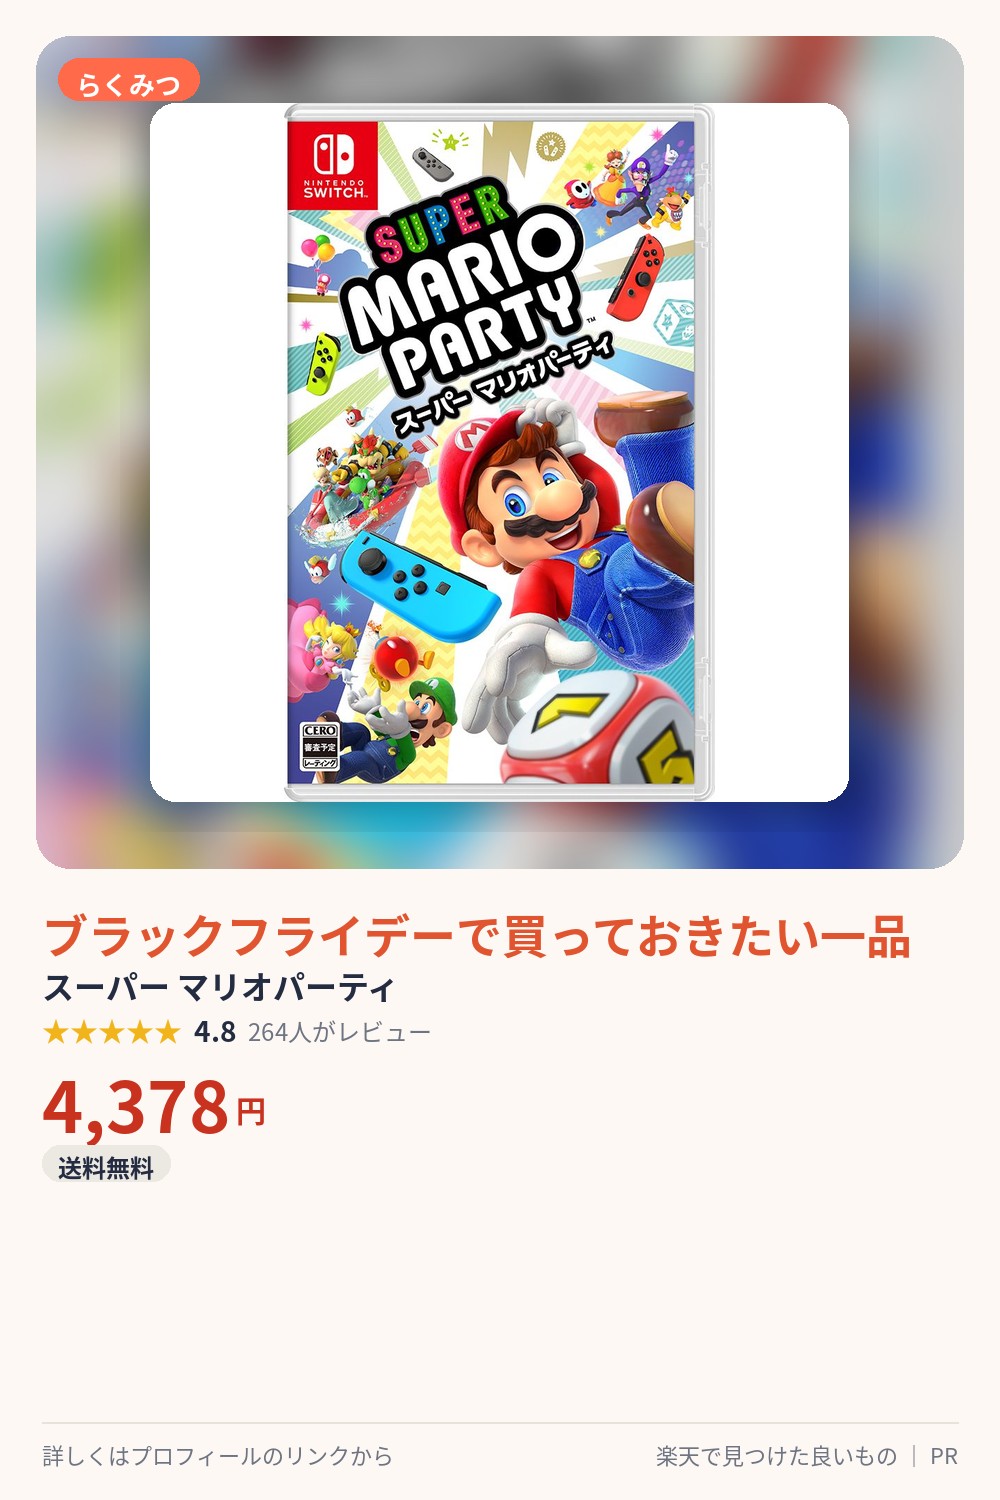 らくみつ
NINTENDO
SWITCH
SUPER
MARIO
PARTY™
スーパー マリオパーティ
CERO
審査予定
レーティング
ブラックフライデーで買っておきたい一品
スーパー マリオパーティ
★★★★★ 4.8 264人がレビュー
4,378円
送料無料
詳しくはプロフィールのリンクから
楽天で見つけた良いもの | PR